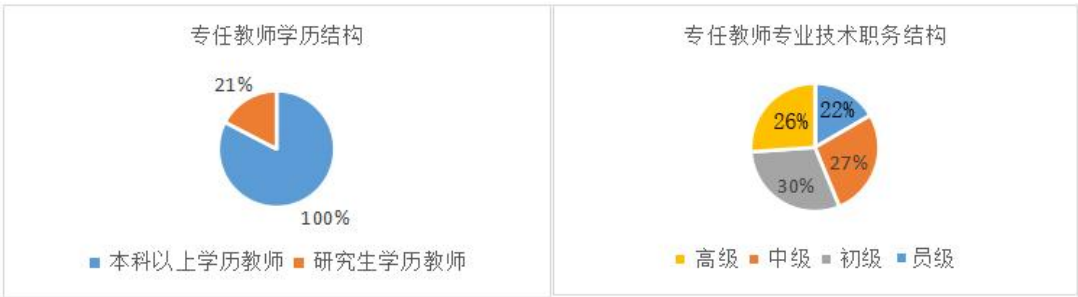 专任教师学历结构
21%
100%
本科以上学历教师 研究生学历教师
专任教师专业技术职务结构
26% 22%
27%
30%
高级 中级 初级 员级